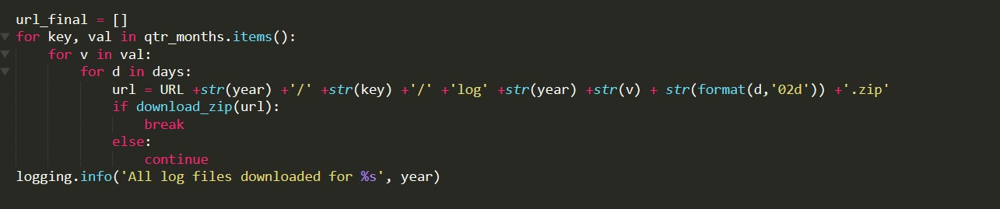 url_final = []
for key, val in qtr_months.items():
    for v in val:
        for d in days:
            url = URL +str(year) +'/' +str(key) +'/' +'log' +str(year) +str(v) + str(format(d,'02d')) +'.zip'
            if download_zip(url):
                break
            else:
                continue
logging.info('All log files downloaded for %s', year)